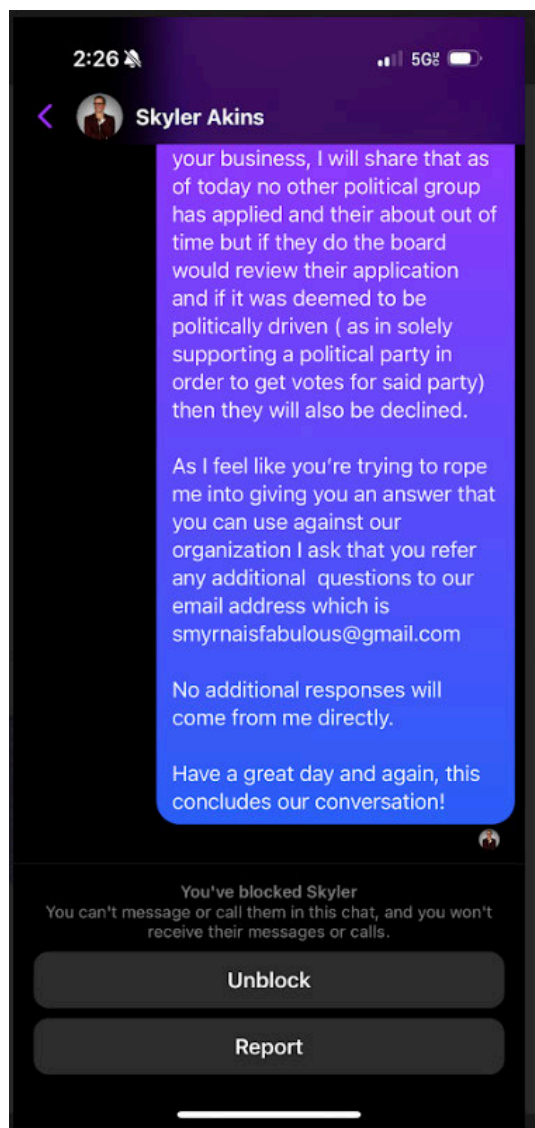 2:26
5G
Skyler Akins
your business, I will share that as
of today no other political group
has applied and their about out of
time but if they do the board
would review their application
and if it was deemed to be
politically driven ( as in solely
supporting a political party in
order to get votes for said party)
then they will also be declined.
As I feel like you’re trying to rope
me into giving you an answer that
you can use against our
organization I ask that you refer
any additional  questions to our
email address which is
smyrnaisfabulous@gmail.com
No additional responses will
come from me directly.
Have a great day and again, this
concludes our conversation!
You've blocked Skyler
You can't message or call them in this chat, and you won't
receive their messages or calls.
Unblock
Report